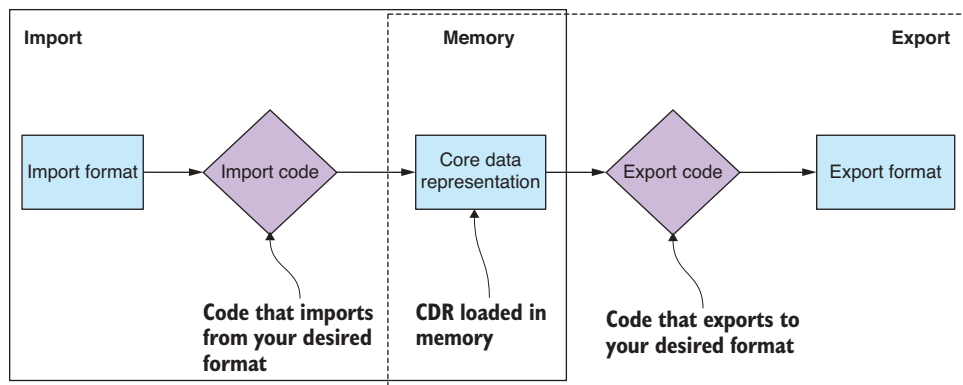 Import
Memory
Export
Import format
Import code
Core data
representation
Export code
Export format
Code that imports
from your desired
format
CDR loaded in
memory
Code that exports to
your desired format